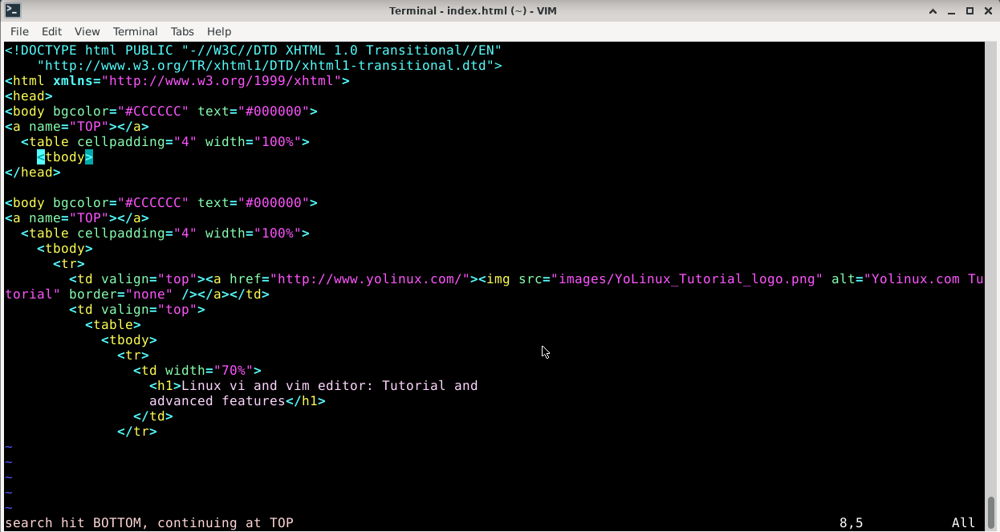 Terminal - index.html (~) - VIM
File Edit View Terminal Tabs Help
<!DOCTYPE html PUBLIC "-//W3C//DTD XHTML 1.0 Transitional//EN"
    "http://www.w3.org/TR/xhtml1/DTD/xhtml1-transitional.dtd">
<html xmlns="http://www.w3.org/1999/xhtml">
<head>
<body bgcolor="#CCCCCC" text="#000000">
<a name="TOP"></a>
  <table cellpadding="4" width="100%">
    <tbody>
</head>

<body bgcolor="#CCCCCC" text="#000000">
<a name="TOP"></a>
  <table cellpadding="4" width="100%">
    <tbody>
      <tr>
        <td valign="top"><a href="http://www.yolinux.com/"><img src="images/YoLinux_Tutorial_logo.png" alt="Yolinux.com Tu
torial" border="none" /></a></td>
        <td valign="top">
          <table>
            <tbody>
              <tr>
                <td width="70%">
                  <h1>Linux vi and vim editor: Tutorial and
                  advanced features</h1>
                </td>
              </tr>
~
~
~
~
~
search hit BOTTOM, continuing at TOP 8,5 All